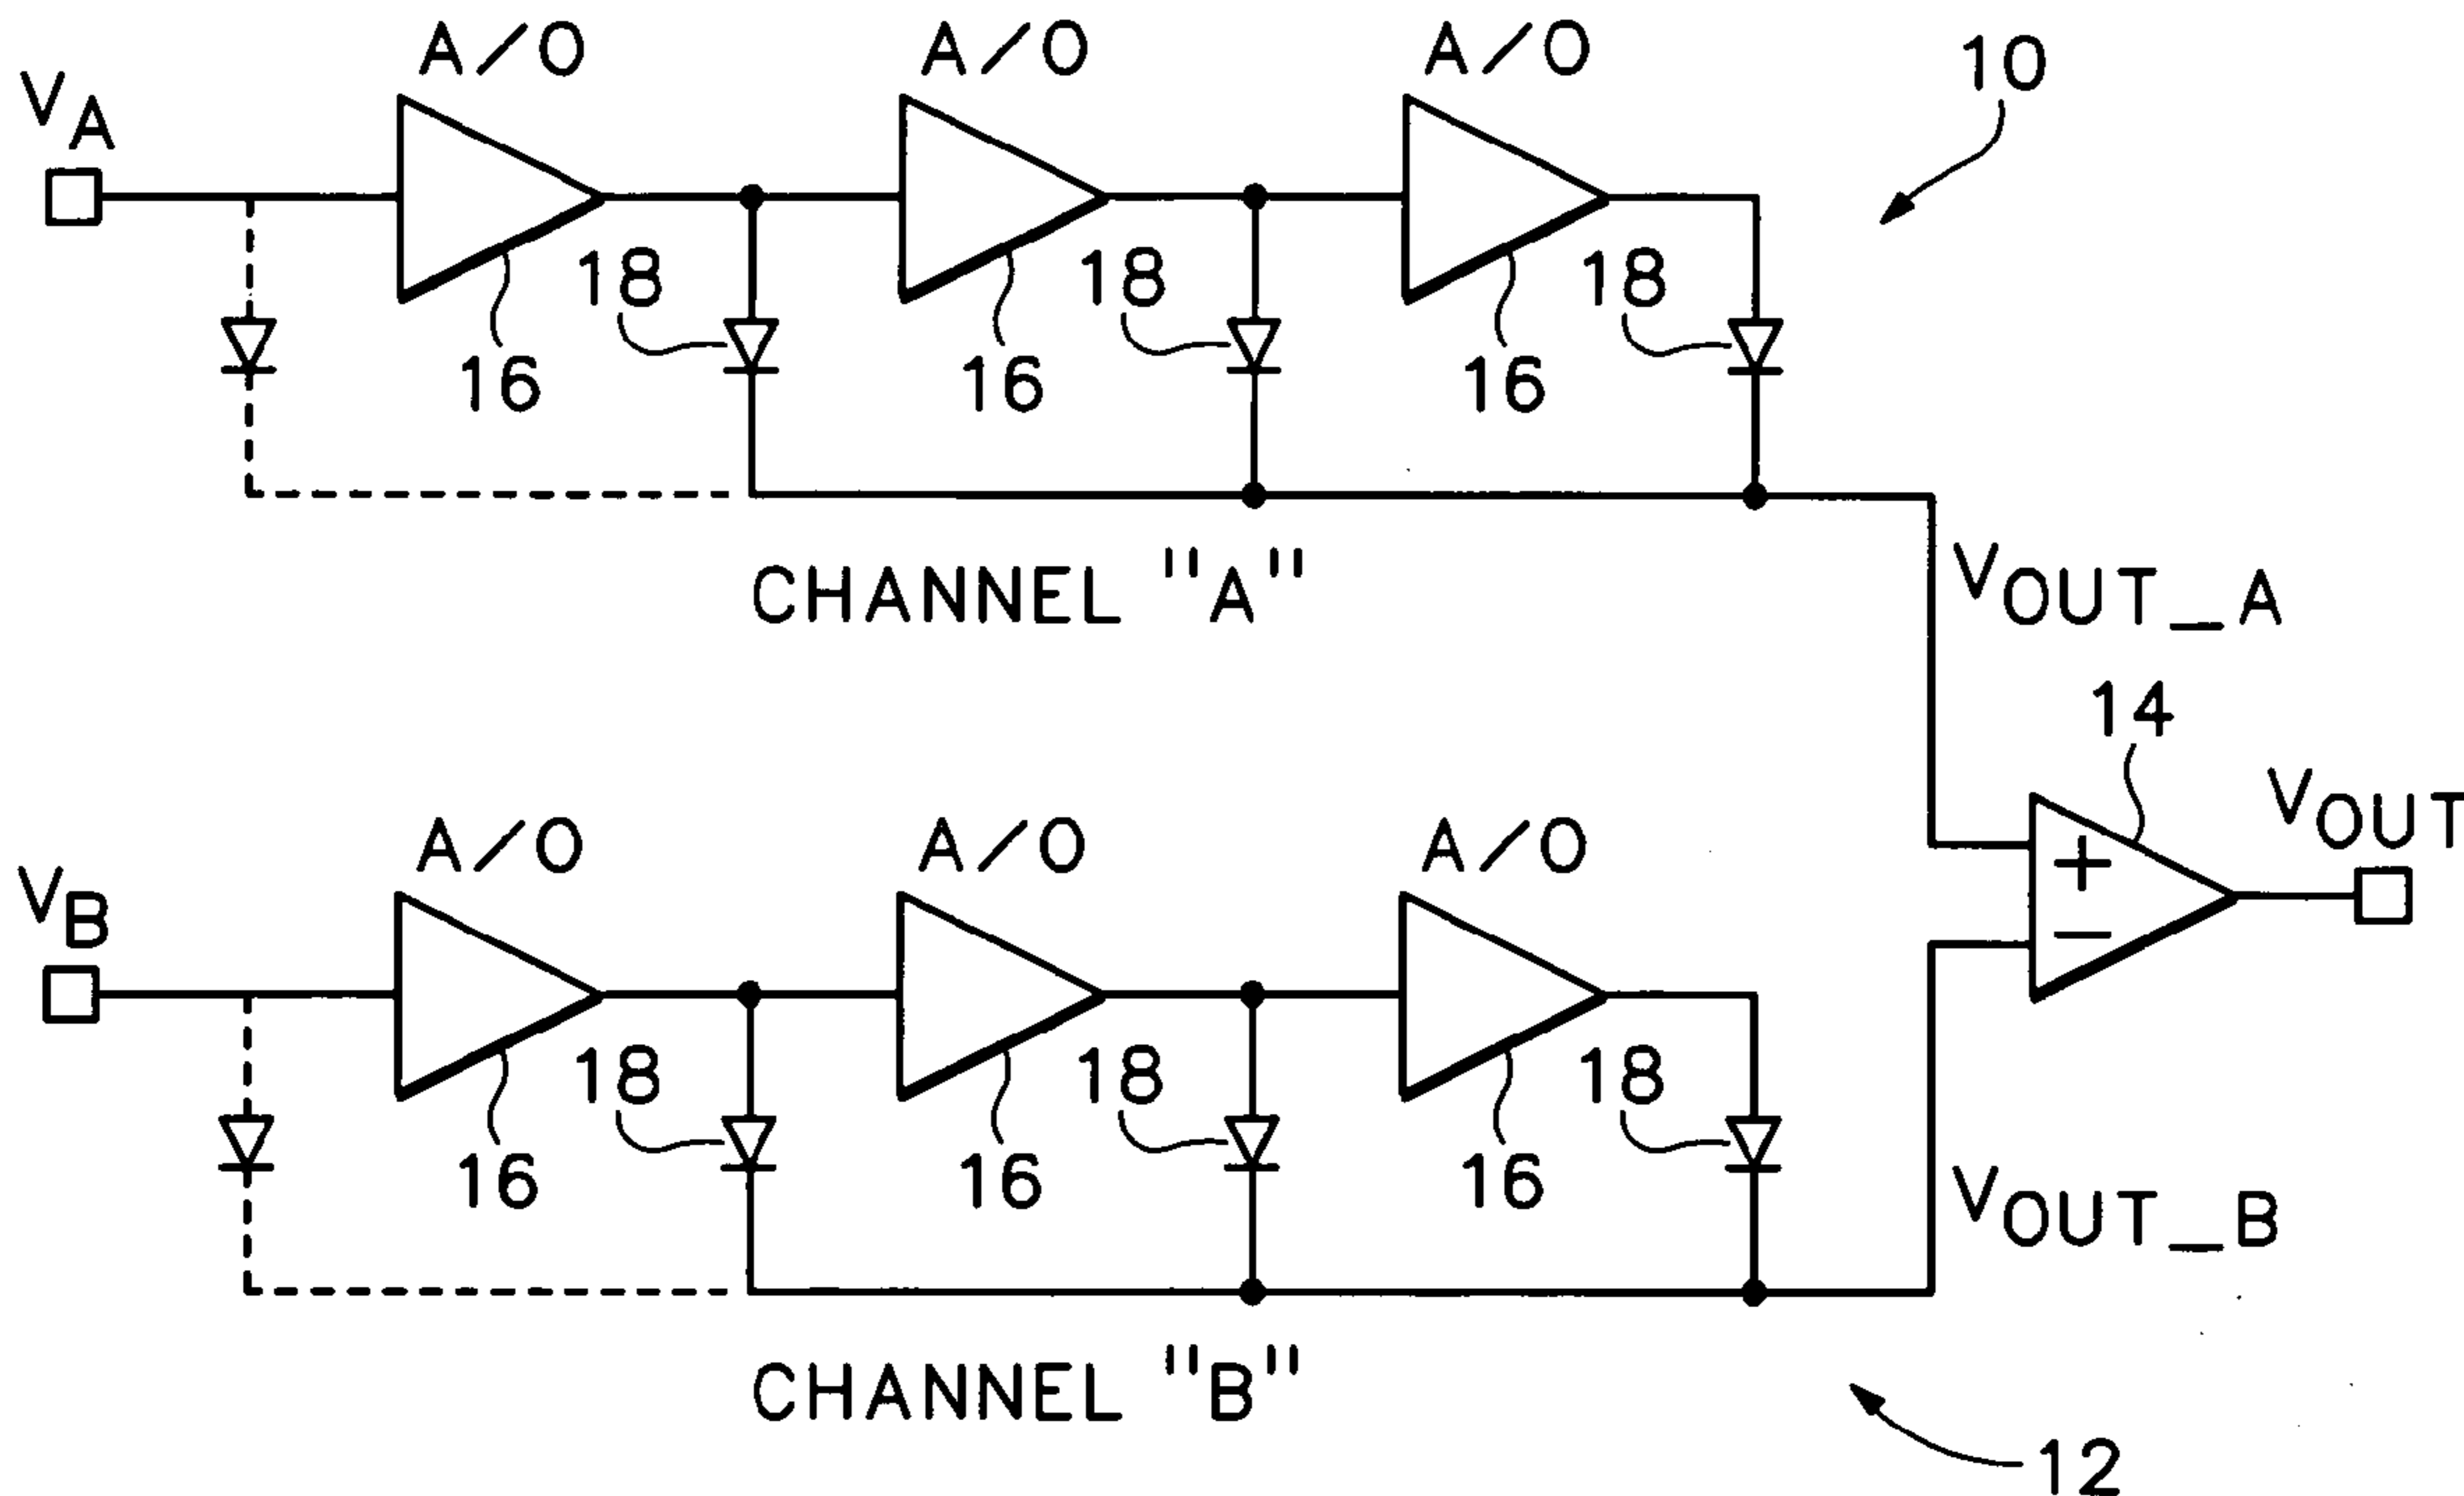 A/O A/O A/O 10
VA
18 18 18
16 16 16
CHANNEL "A"
VOUT_A
14
VOUT
A/O A/O A/O
VB
18 18 18
16 16 16
VOUT_B
CHANNEL "B"
12